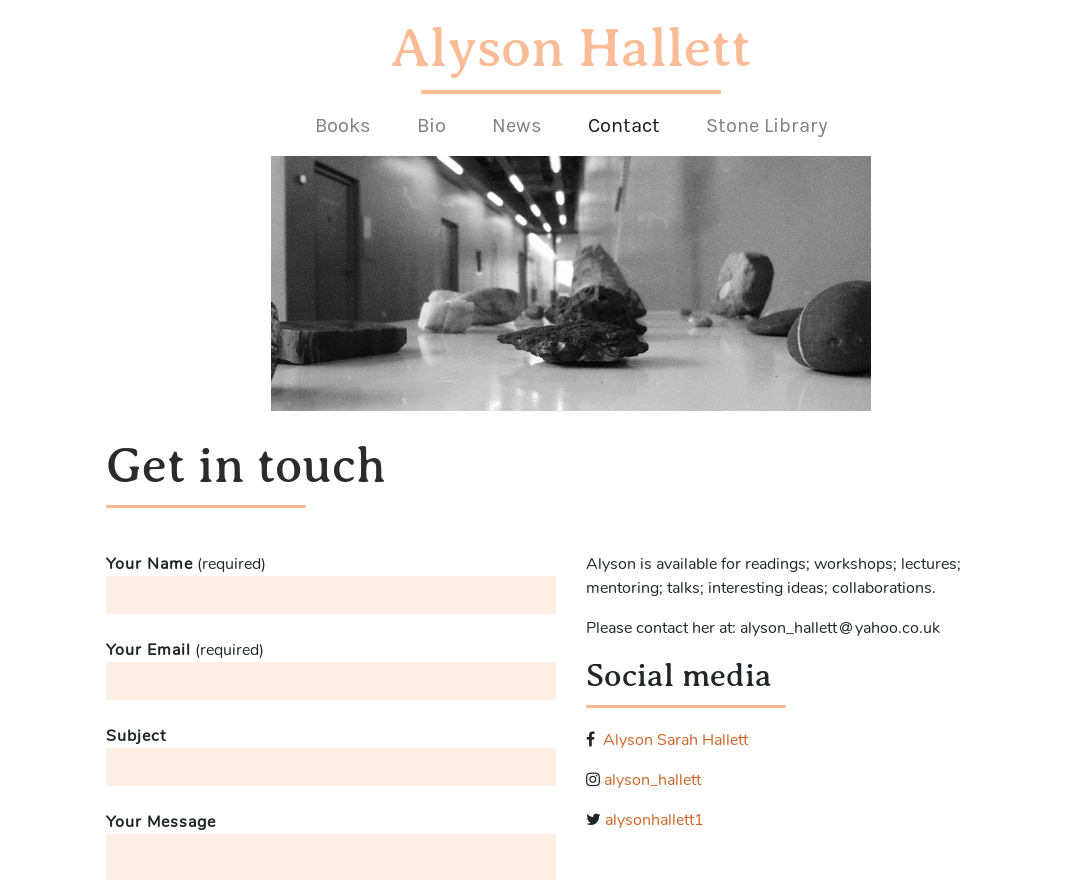 Alyson Hallett
Books Bio News Contact Stone Library
Get in touch
Your Name (required)
Your Email (required)
Subject
Your Message
Alyson is available for readings; workshops; lectures;
mentoring; talks; interesting ideas; collaborations.
Please contact her at: alyson_hallett@yahoo.co.uk
Social media
Alyson Sarah Hallett
alyson_hallett
alysonhallett1